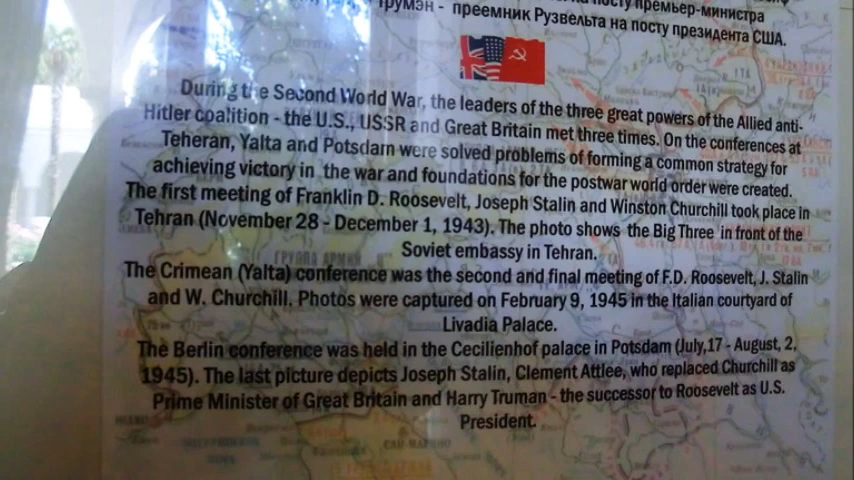 посту премьер-министра
Трумэн - преемник Рузвельта на посту президента США.
During the Second World War, the leaders of the three great powers of the Allied anti-
Hitler coalition - the U.S., USSR and Great Britain met three times. On the conferences at
Teheran, Yalta and Potsdam were solved problems of forming a common strategy for
achieving victory in the war and foundations for the postwar world order were created.
The first meeting of Franklin D. Roosevelt, Joseph Stalin and Winston Churchill took place in
Tehran (November 28 - December 1, 1943). The photo shows the Big Three in front of the
Soviet embassy in Tehran.
The Crimean (Yalta) conference was the second and final meeting of F.D. Roosevelt, J. Stalin
and W. Churchill. Photos were captured on February 9, 1945 in the Italian courtyard of
Livadia Palace.
The Berlin conference was held in the Cecilienhof palace in Potsdam (July,17 - August, 2,
1945). The last picture depicts Joseph Stalin, Clement Attlee, who replaced Churchill as
Prime Minister of Great Britain and Harry Truman - the successor to Roosevelt as U.S.
President.
ГРУППА АРМИЙ
САН-МАРИНО